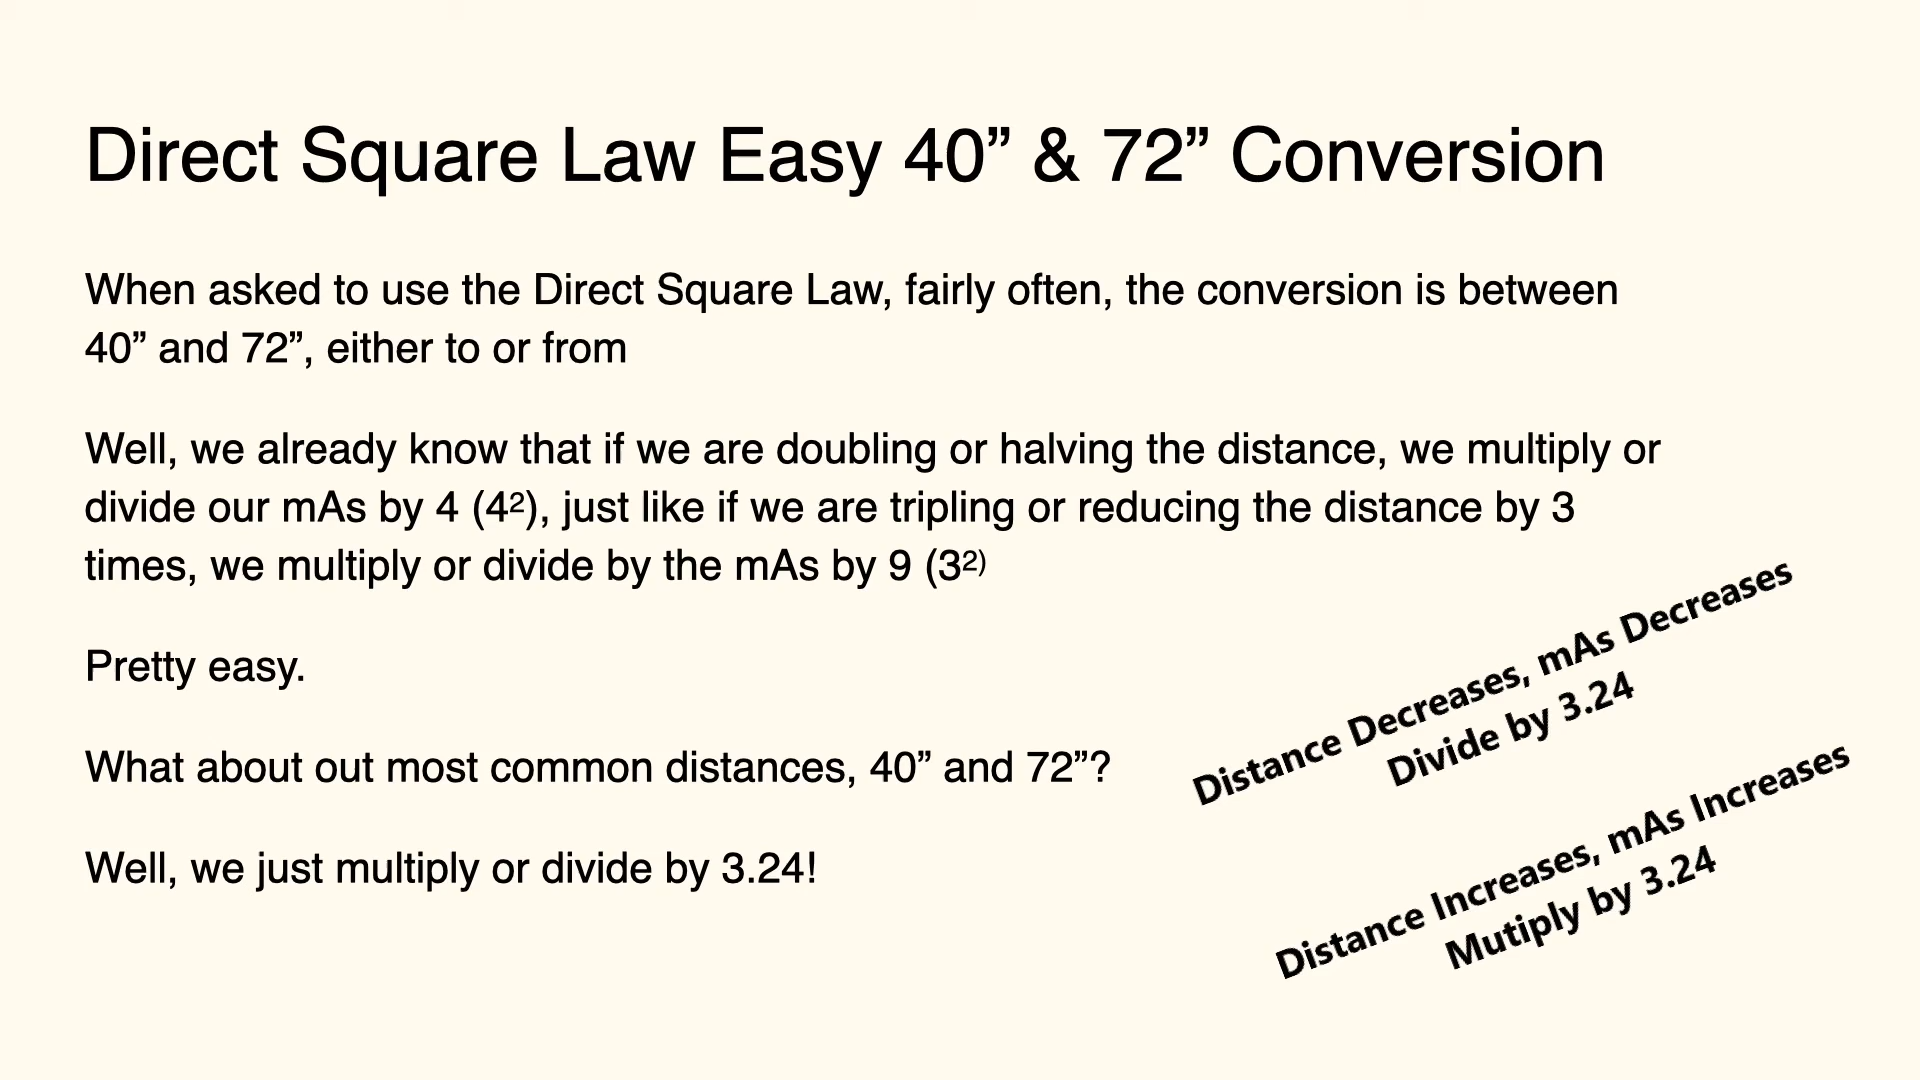 Direct Square Law Easy 40” & 72” Conversion
When asked to use the Direct Square Law, fairly often, the conversion is between
40” and 72”, either to or from
Well, we already know that if we are doubling or halving the distance, we multiply or
divide our mAs by 4 (4²), just like if we are tripling or reducing the distance by 3
times, we multiply or divide by the mAs by 9 (3²⁾
Pretty easy.
What about out most common distances, 40” and 72”?
Well, we just multiply or divide by 3.24!
Distance Decreases, mAs Decreases
Divide by 3.24
Distance Increases, mAs Increases
Mutiply by 3.24